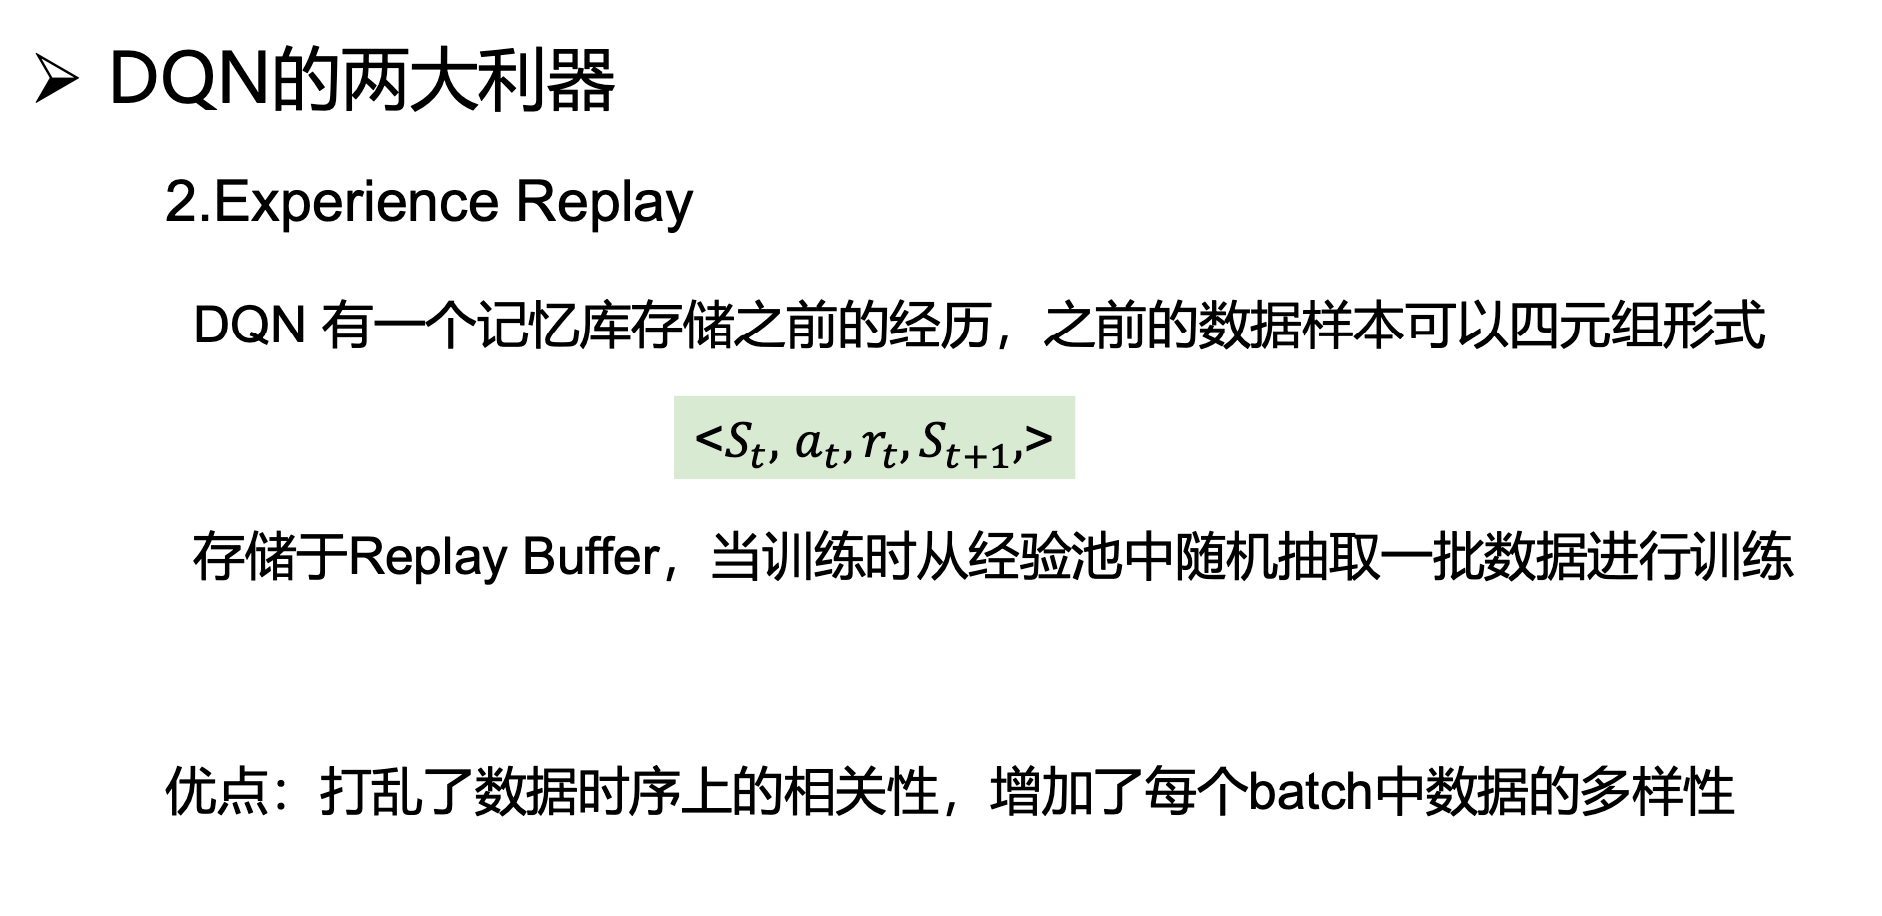 DQN的两大利器
2.Experience Replay
DQN 有一个记忆库存储之前的经历，之前的数据样本可以四元组形式
<S_t, a_t, r_t, S_{t+1},>
存储于Replay Buffer，当训练时从经验池中随机抽取一批数据进行训练
优点：打乱了数据时序上的相关性，增加了每个batch中数据的多样性